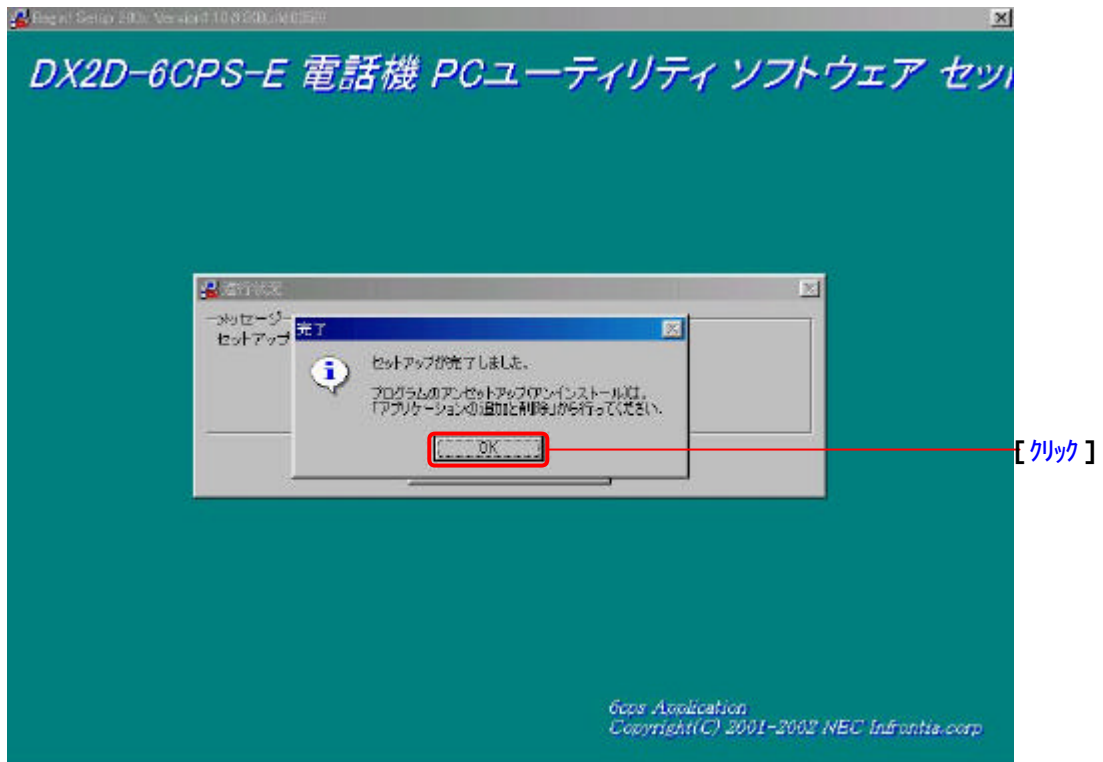 DX2D-6CPS-E 電話機 PCユーティリティ ソフトウェア セッ
進行状況
メッセージ
セットアップ
完了
セットアップが完了しました。
プログラムのアンセットアップ(アンインストール)は、
「アプリケーションの追加と削除」から行ってください。
OK
[ クリック ]
6cps Application
Copyright(C) 2001-2002 NEC Infrontia.corp